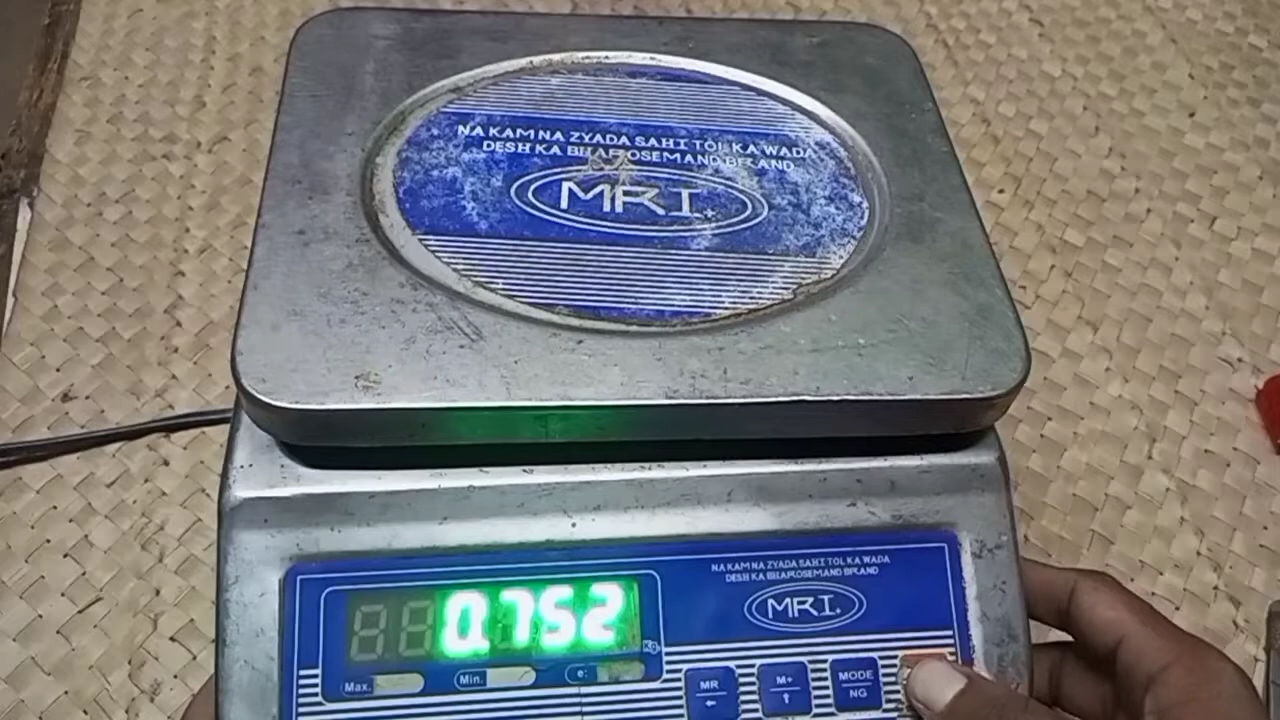 NA KAM NA ZYADA SAHI TOL KA WADA
DESH KA BHAROSEMAND BRAND
MRI
NA KAM NA ZYADA SAHI TOL KA WADA
DESH KA BHAROSEMAND BRAND
MRI
0.752
Kg.
Max. Min. e:
MR M+ MODE
NG